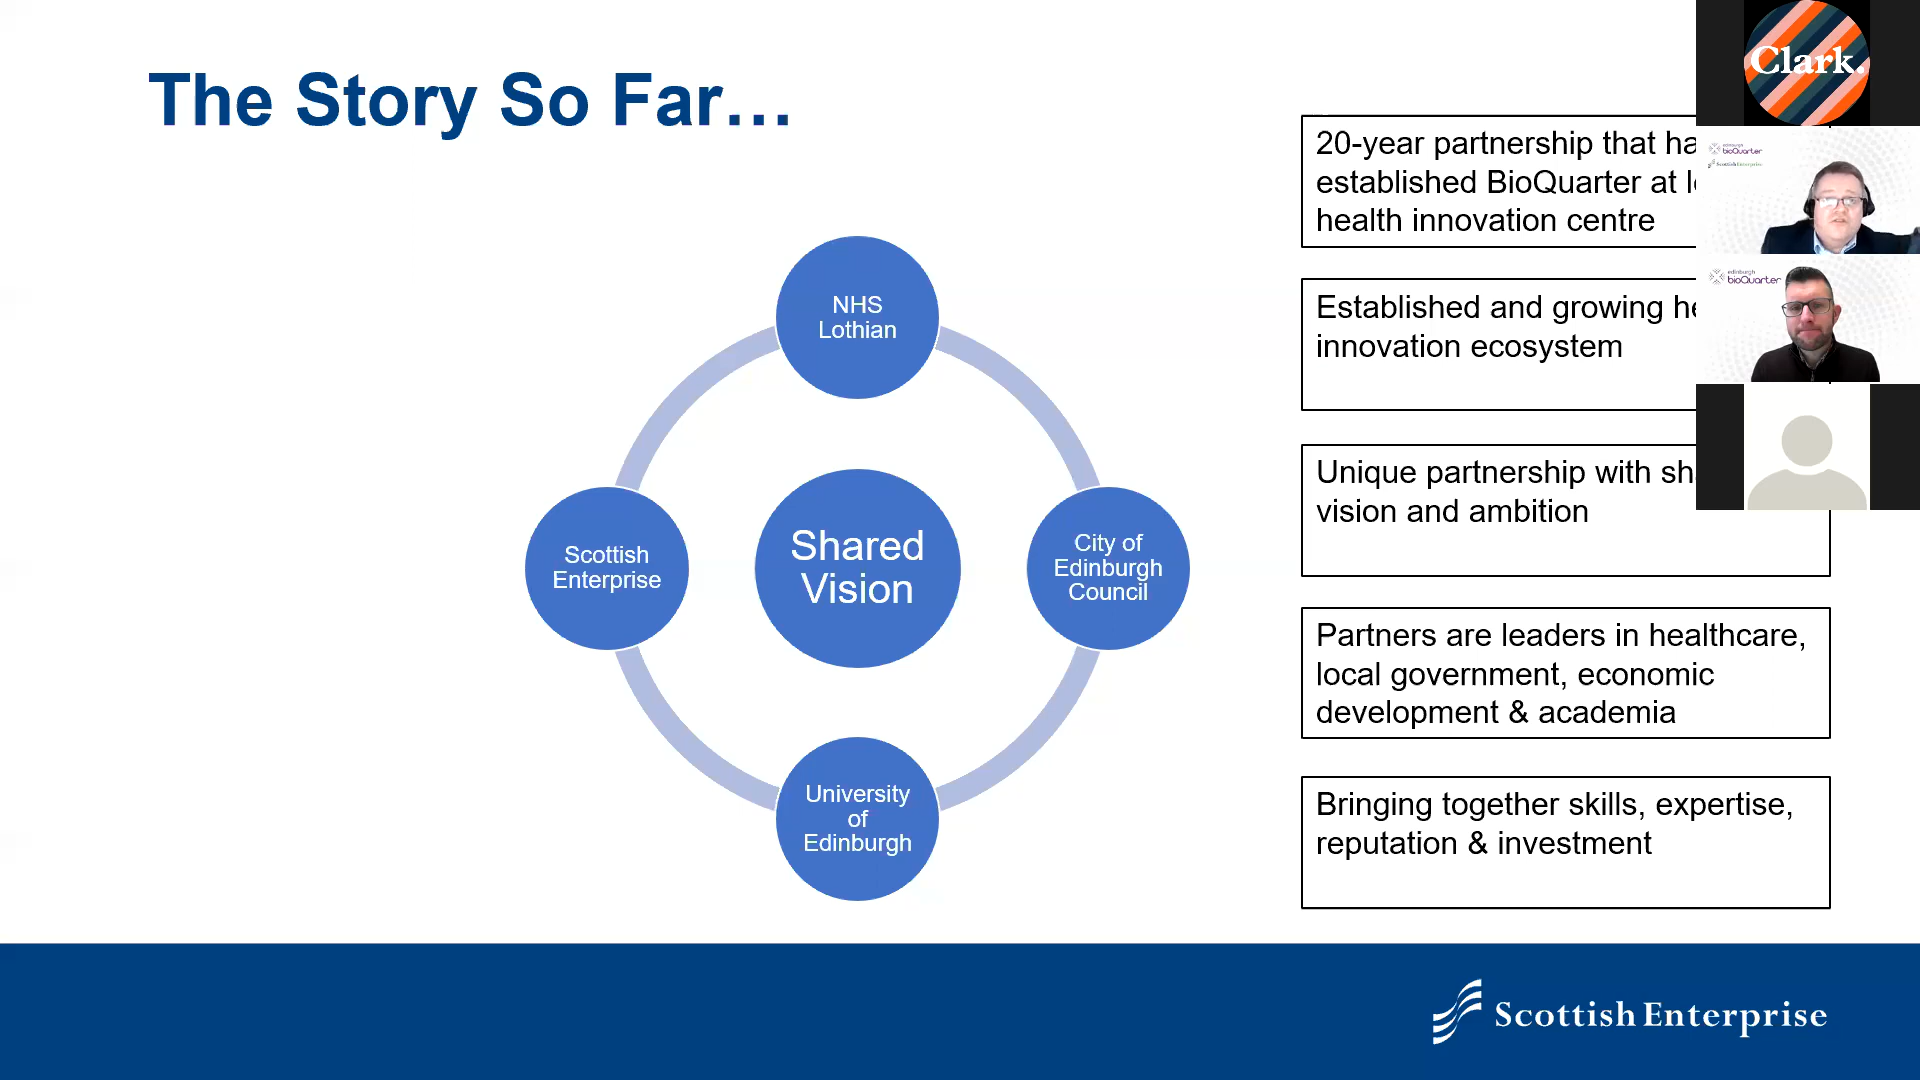 The Story So Far...
NHS
Lothian
Scottish
Enterprise
Shared
Vision
City of
Edinburgh
Council
University
of
Edinburgh
20-year partnership that
established BioQuarter at
health innovation centre
Established and growing
innovation ecosystem
Unique partnership with
vision and ambition
Partners are leaders in healthcare,
local government, economic
development & academia
Bringing together skills, expertise,
reputation & investment
Clark.
edinburgh
bioQuarter
Scottish Enterprise
edinburgh
bioQuarter
Scottish Enterprise